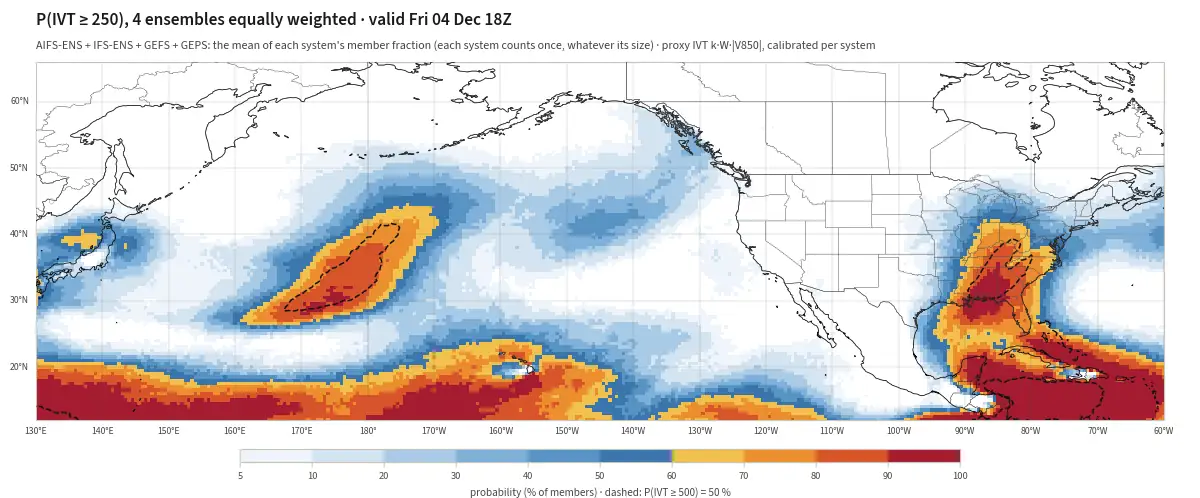 P(IVT ≥ 250), 4 ensembles equally weighted · valid Fri 04 Dec 18Z
AIFS-ENS + IFS-ENS + GEFS + GEPS: the mean of each system's member fraction (each system counts once, whatever its size) · proxy IVT k·W·|V850|, calibrated per system
60°N
50°N
40°N
30°N
20°N
130°E 140°E 150°E 160°E 170°E 180° 170°W 160°W 150°W 140°W 130°W 120°W 110°W 100°W 90°W 80°W 70°W 60°W
5 10 20 30 40 50 60 70 80 90 100
probability (% of members) · dashed: P(IVT ≥ 500) = 50 %